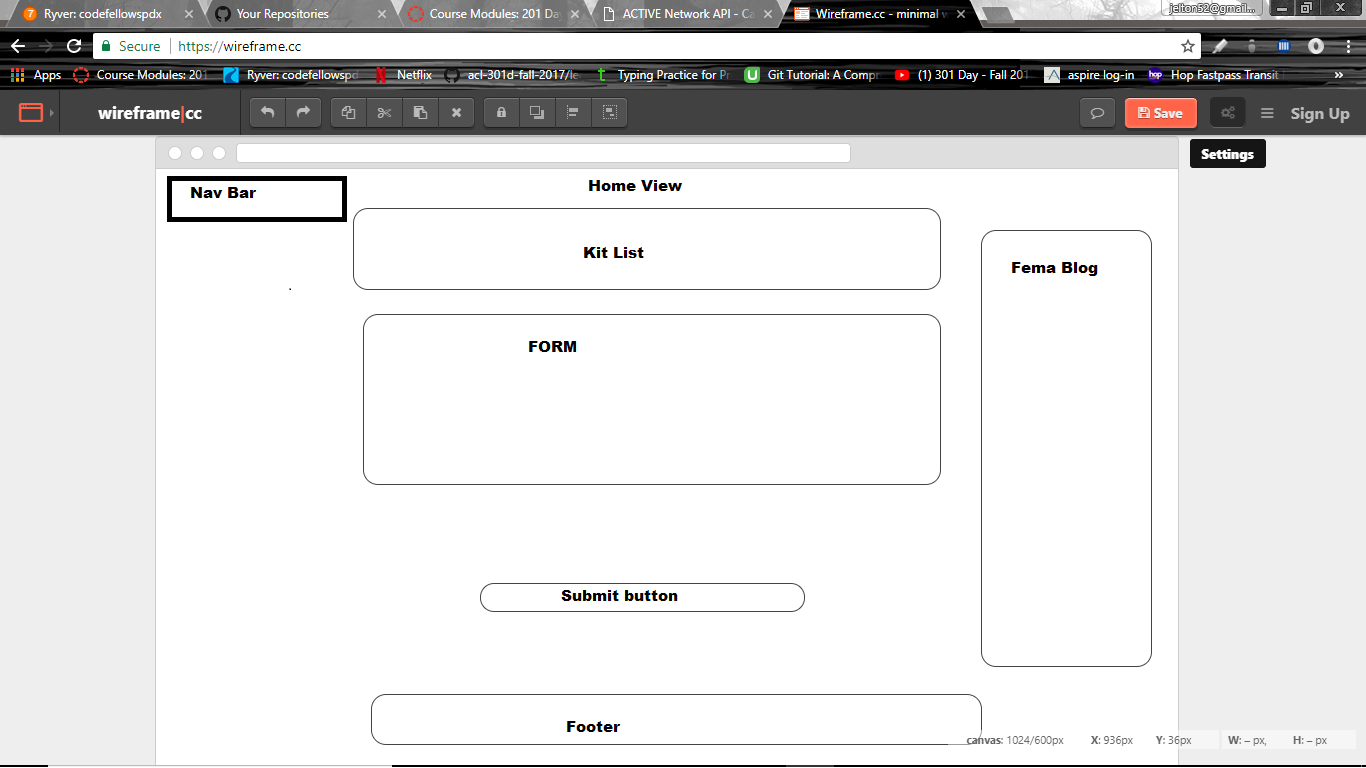 Ryver: codefellowspdx
Your Repositories
Course Modules: 201 Da
ACTIVE Network API - Ca
Wireframe.cc - minimal w
jelton52@gmail...
Secure
https://wireframe.cc
Apps
Course Modules: 201
Ryver: codefellowspd
Netflix
acl-301d-fall-2017/le
Typing Practice for Pr
Git Tutorial: A Compr
(1) 301 Day - Fall 201
aspire log-in
hop
Hop Fastpass Transit
»
wireframe|cc
Save
Sign Up
Settings
Nav Bar
Home View
Kit List
Fema Blog
FORM
Submit button
Footer
canvas: 1024/600px X: 936px Y: 36px W: – px, H: – px